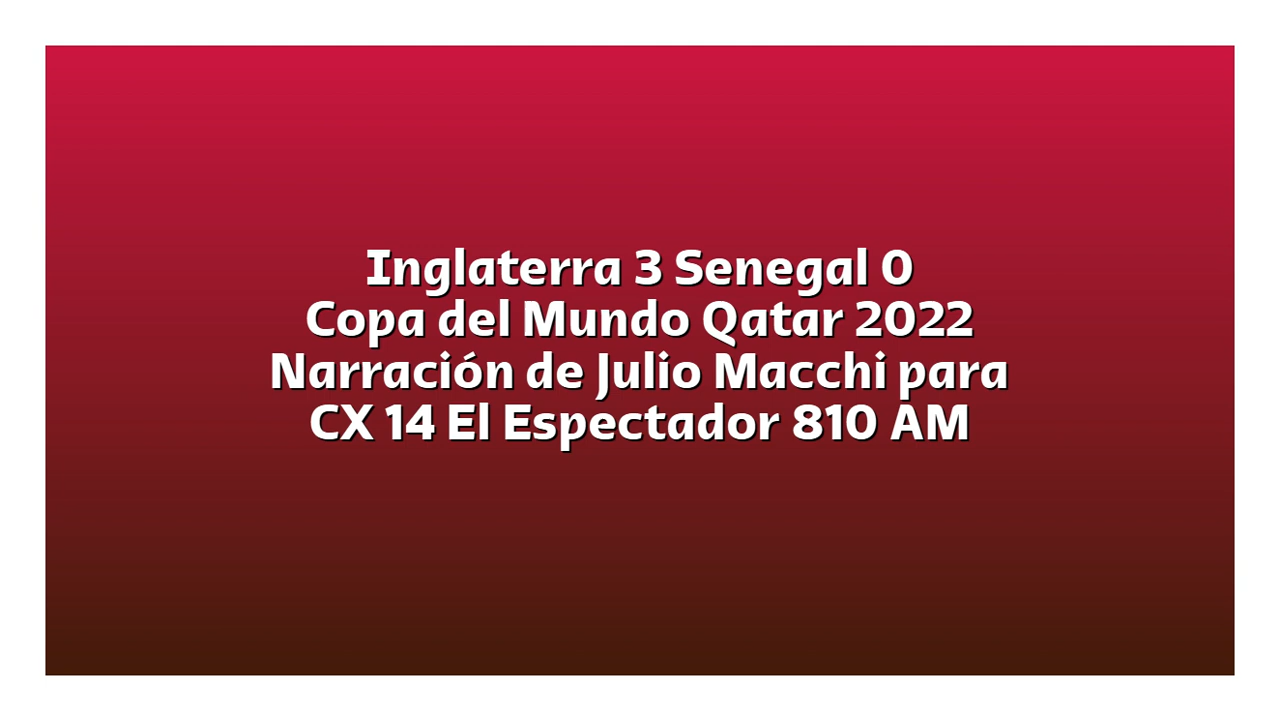 Inglaterra 3 Senegal 0
Copa del Mundo Qatar 2022
Narración de Julio Macchi para
CX 14 El Espectador 810 AM